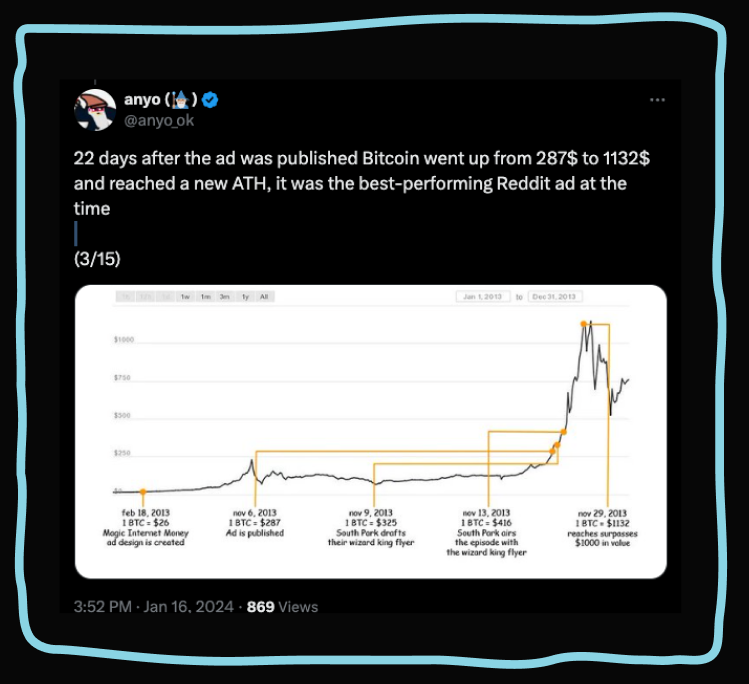 anyo (🧙‍♂️)
@anyo_ok
22 days after the ad was published Bitcoin went up from 287$ to 1132$
and reached a new ATH, it was the best-performing Reddit ad at the
time
(3/15)
1w 1m 3m 1y All
Jan 1, 2013 to Dec 31, 2013
$1000
$750
$500
$250
$0
feb 18, 2013
1 BTC = $26
Magic Internet Money
ad design is created
nov 6, 2013
1 BTC = $287
Ad is published
nov 9, 2013
1 BTC = $325
South Park drafts
their wizard king flyer
nov 13, 2013
1 BTC = $416
South Park airs
the episode with
the wizard king flyer
nov 29, 2013
1 BTC = $1132
reaches surpasses
$1000 in value
3:52 PM · Jan 16, 2024 · 869 Views